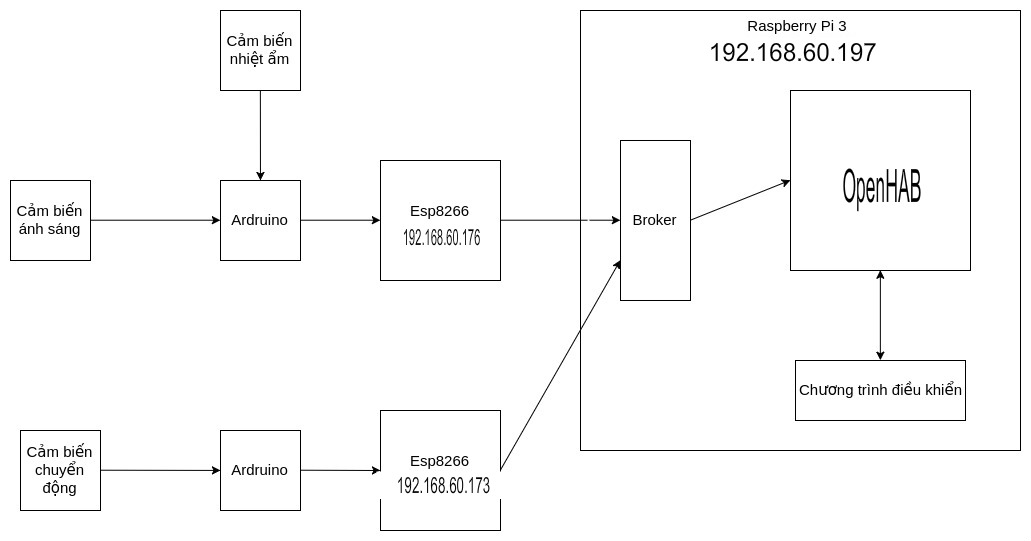 Cảm biến
nhiệt ẩm
Raspberry Pi 3
192.168.60.197
Cảm biến
ánh sáng
Ardruino
Esp8266
192.168.60.176
Broker
OpenHAB
Chương trình điều khiển
Cảm biến
chuyển
động
Ardruino
Esp8266
192.168.60.173